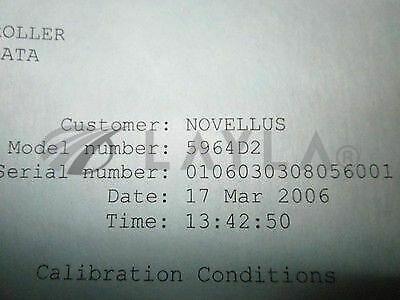 ROLLER
ATA
Customer: NOVELLUS
Model number: 5964D2
Serial number: 0106030308056001
Date: 17 Mar 2006
Time: 13:42:50
LAYLA®
Calibration Conditions